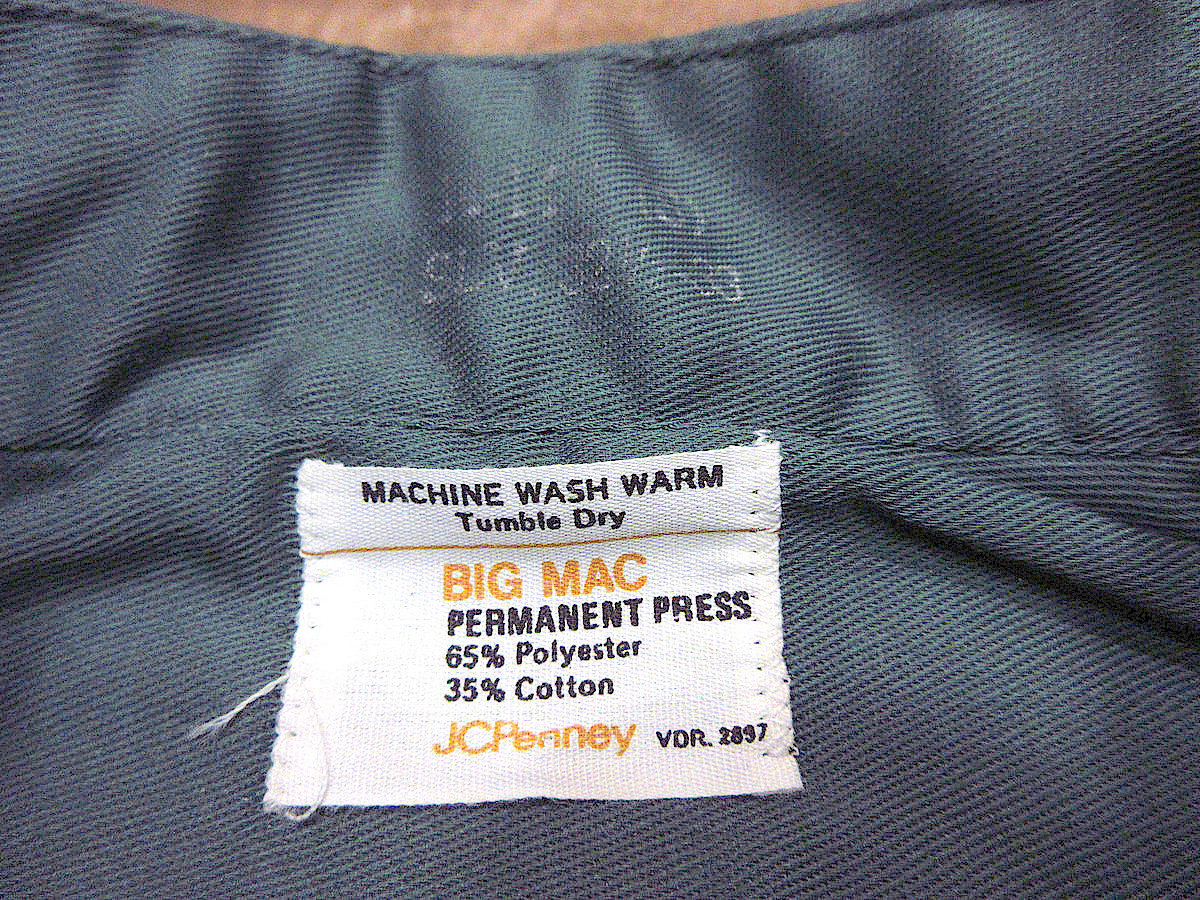 MACHINE WASH WARM
Tumble Dry
BIG MAC
PERMANENT PRESS
65% Polyester
35% Cotton
JCPenney VDR. 2897